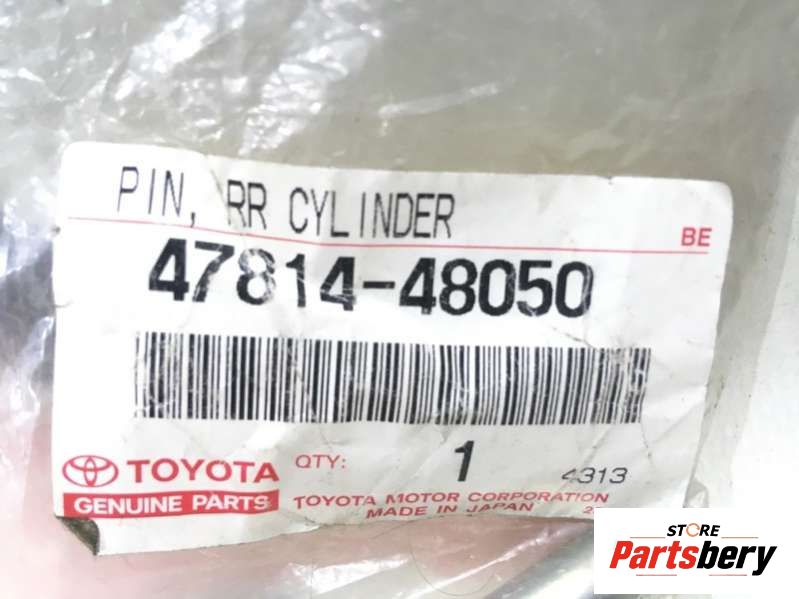 PIN, RR CYLINDER
BE
47814-48050
TOYOTA
QTY: 1
4313
GENUINE PARTS
TOYOTA MOTOR CORPORATION
MADE IN JAPAN
STORE
Partsbery